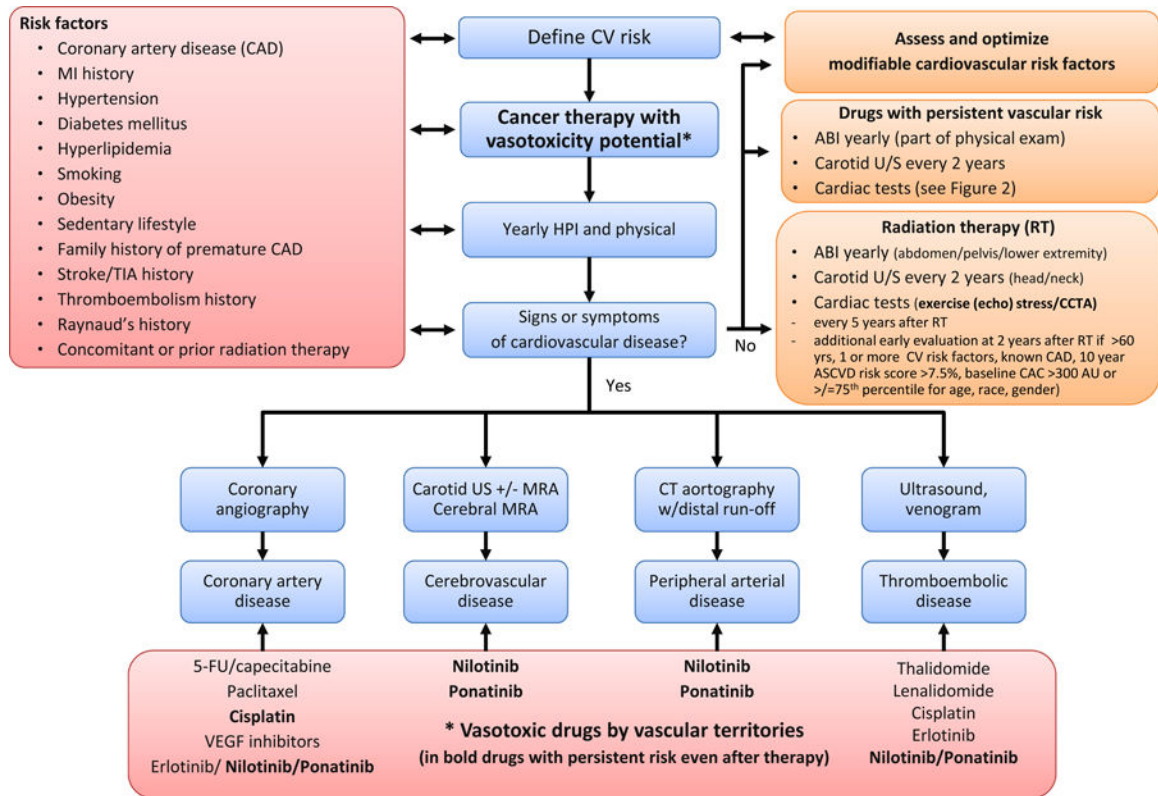 Risk factors
• Coronary artery disease (CAD)
• MI history
• Hypertension
• Diabetes mellitus
• Hyperlipidemia
• Smoking
• Obesity
• Sedentary lifestyle
• Family history of premature CAD
• Stroke/TIA history
• Thromboembolism history
• Raynaud's history
• Concomitant or prior radiation therapy
Define CV risk
Cancer therapy with
vasotoxicity potential*
Yearly HPI and physical
Signs or symptoms
of cardiovascular disease?
No
Yes
Assess and optimize
modifiable cardiovascular risk factors
Drugs with persistent vascular risk
• ABI yearly (part of physical exam)
• Carotid U/S every 2 years
• Cardiac tests (see Figure 2)
Radiation therapy (RT)
• ABI yearly (abdomen/pelvis/lower extremity)
• Carotid U/S every 2 years (head/neck)
• Cardiac tests (exercise (echo) stress/CCTA)
- every 5 years after RT
- additional early evaluation at 2 years after RT if >60
yrs, 1 or more CV risk factors, known CAD, 10 year
ASCVD risk score >7.5%, baseline CAC >300 AU or
>/=75th percentile for age, race, gender)
Coronary
angiography
Carotid US +/- MRA
Cerebral MRA
CT aortography
w/distal run-off
Ultrasound,
venogram
Coronary artery
disease
Cerebrovascular
disease
Peripheral arterial
disease
Thromboembolic
disease
5-FU/capecitabine
Paclitaxel
Cisplatin
VEGF inhibitors
Erlotinib/ Nilotinib/Ponatinib
Nilotinib
Ponatinib
Nilotinib
Ponatinib
* Vasotoxic drugs by vascular territories
(in bold drugs with persistent risk even after therapy)
Thalidomide
Lenalidomide
Cisplatin
Erlotinib
Nilotinib/Ponatinib